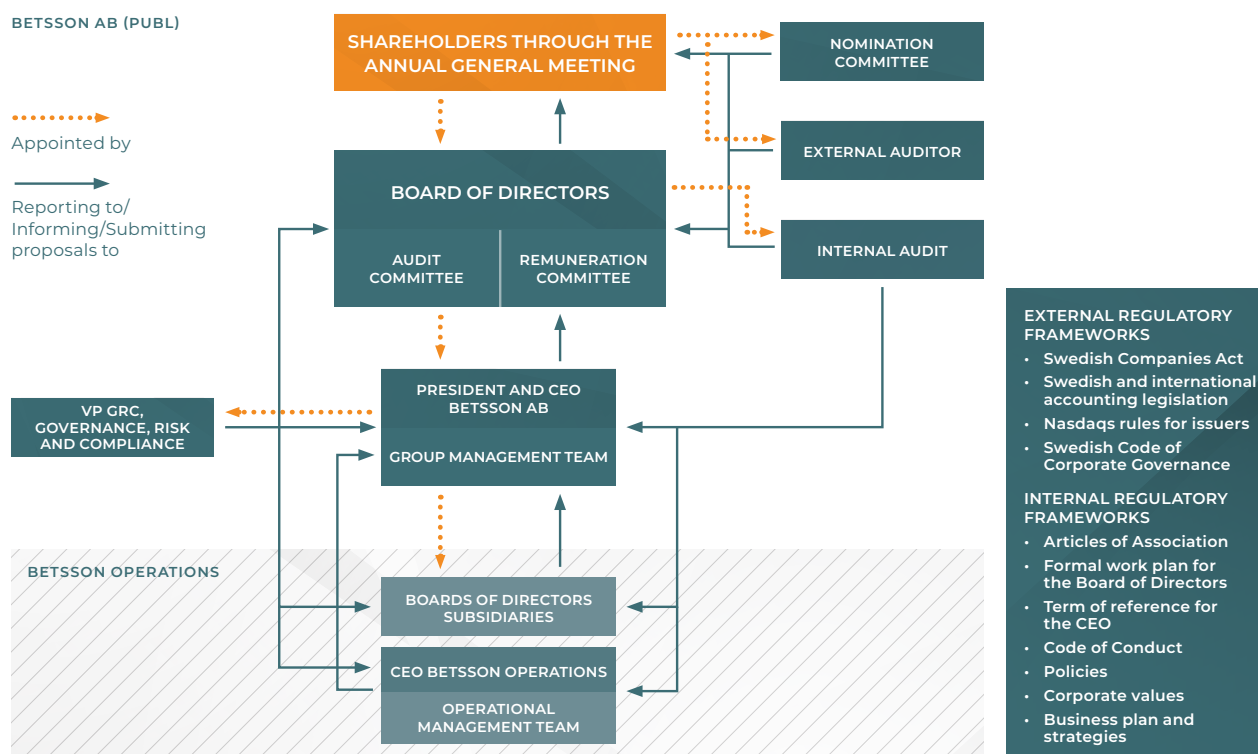 BETSSON AB (PUBL)
Appointed by
Reporting to/
Informing/Submitting
proposals to
SHAREHOLDERS THROUGH THE
ANNUAL GENERAL MEETING
NOMINATION
COMMITTEE
EXTERNAL AUDITOR
BOARD OF DIRECTORS
AUDIT
COMMITTEE
REMUNERATION
COMMITTEE
INTERNAL AUDIT
VP GRC,
GOVERNANCE, RISK
AND COMPLIANCE
PRESIDENT AND CEO
BETSSON AB
GROUP MANAGEMENT TEAM
BETSSON OPERATIONS
BOARDS OF DIRECTORS
SUBSIDIARIES
CEO BETSSON OPERATIONS
OPERATIONAL
MANAGEMENT TEAM
EXTERNAL REGULATORY
FRAMEWORKS
• Swedish Companies Act
• Swedish and international
accounting legislation
• Nasdaqs rules for issuers
• Swedish Code of
Corporate Governance
INTERNAL REGULATORY
FRAMEWORKS
• Articles of Association
• Formal work plan for
the Board of Directors
• Term of reference for
the CEO
• Code of Conduct
• Policies
• Corporate values
• Business plan and
strategies